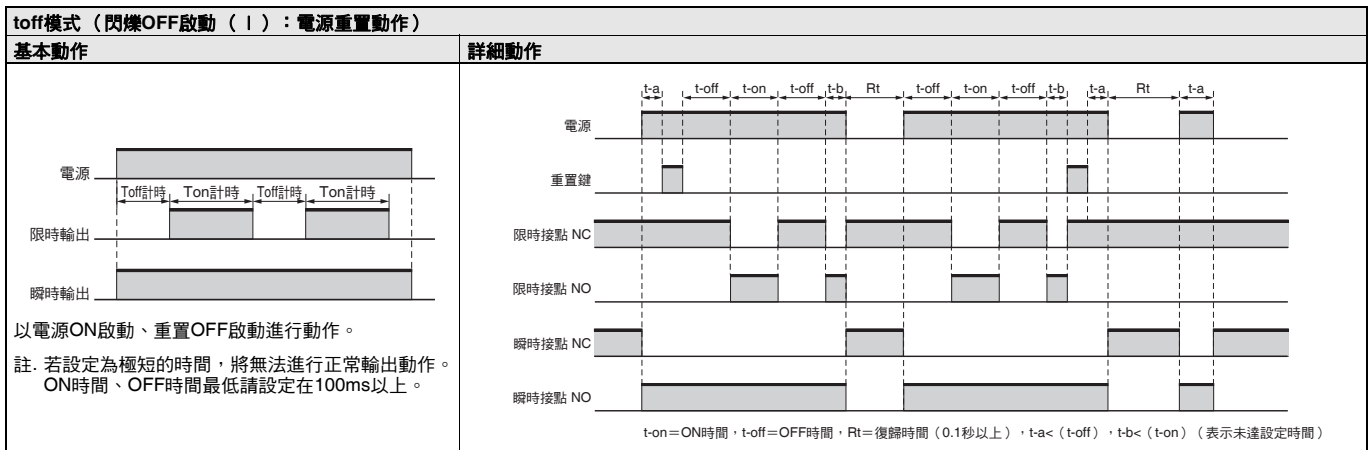 toff模式（閃爍OFF啟動（I）：電源重置動作）
基本動作
詳細動作
電源
Toff計時 Ton計時 Toff計時 Ton計時
限時輸出
瞬時輸出
以電源ON啟動、重置OFF啟動進行動作。
註. 若設定為極短的時間，將無法進行正常輸出動作。
ON時間、OFF時間最低請設定在100ms以上。
t-a t-off t-on t-off t-b Rt t-off t-on t-off t-b t-a Rt t-a
電源
重置鍵
限時接點 NC
限時接點 NO
瞬時接點 NC
瞬時接點 NO
t-on＝ON時間，t-off＝OFF時間，Rt＝復歸時間（0.1秒以上），t-a<（t-off），t-b<（t-on）（表示未達設定時間）